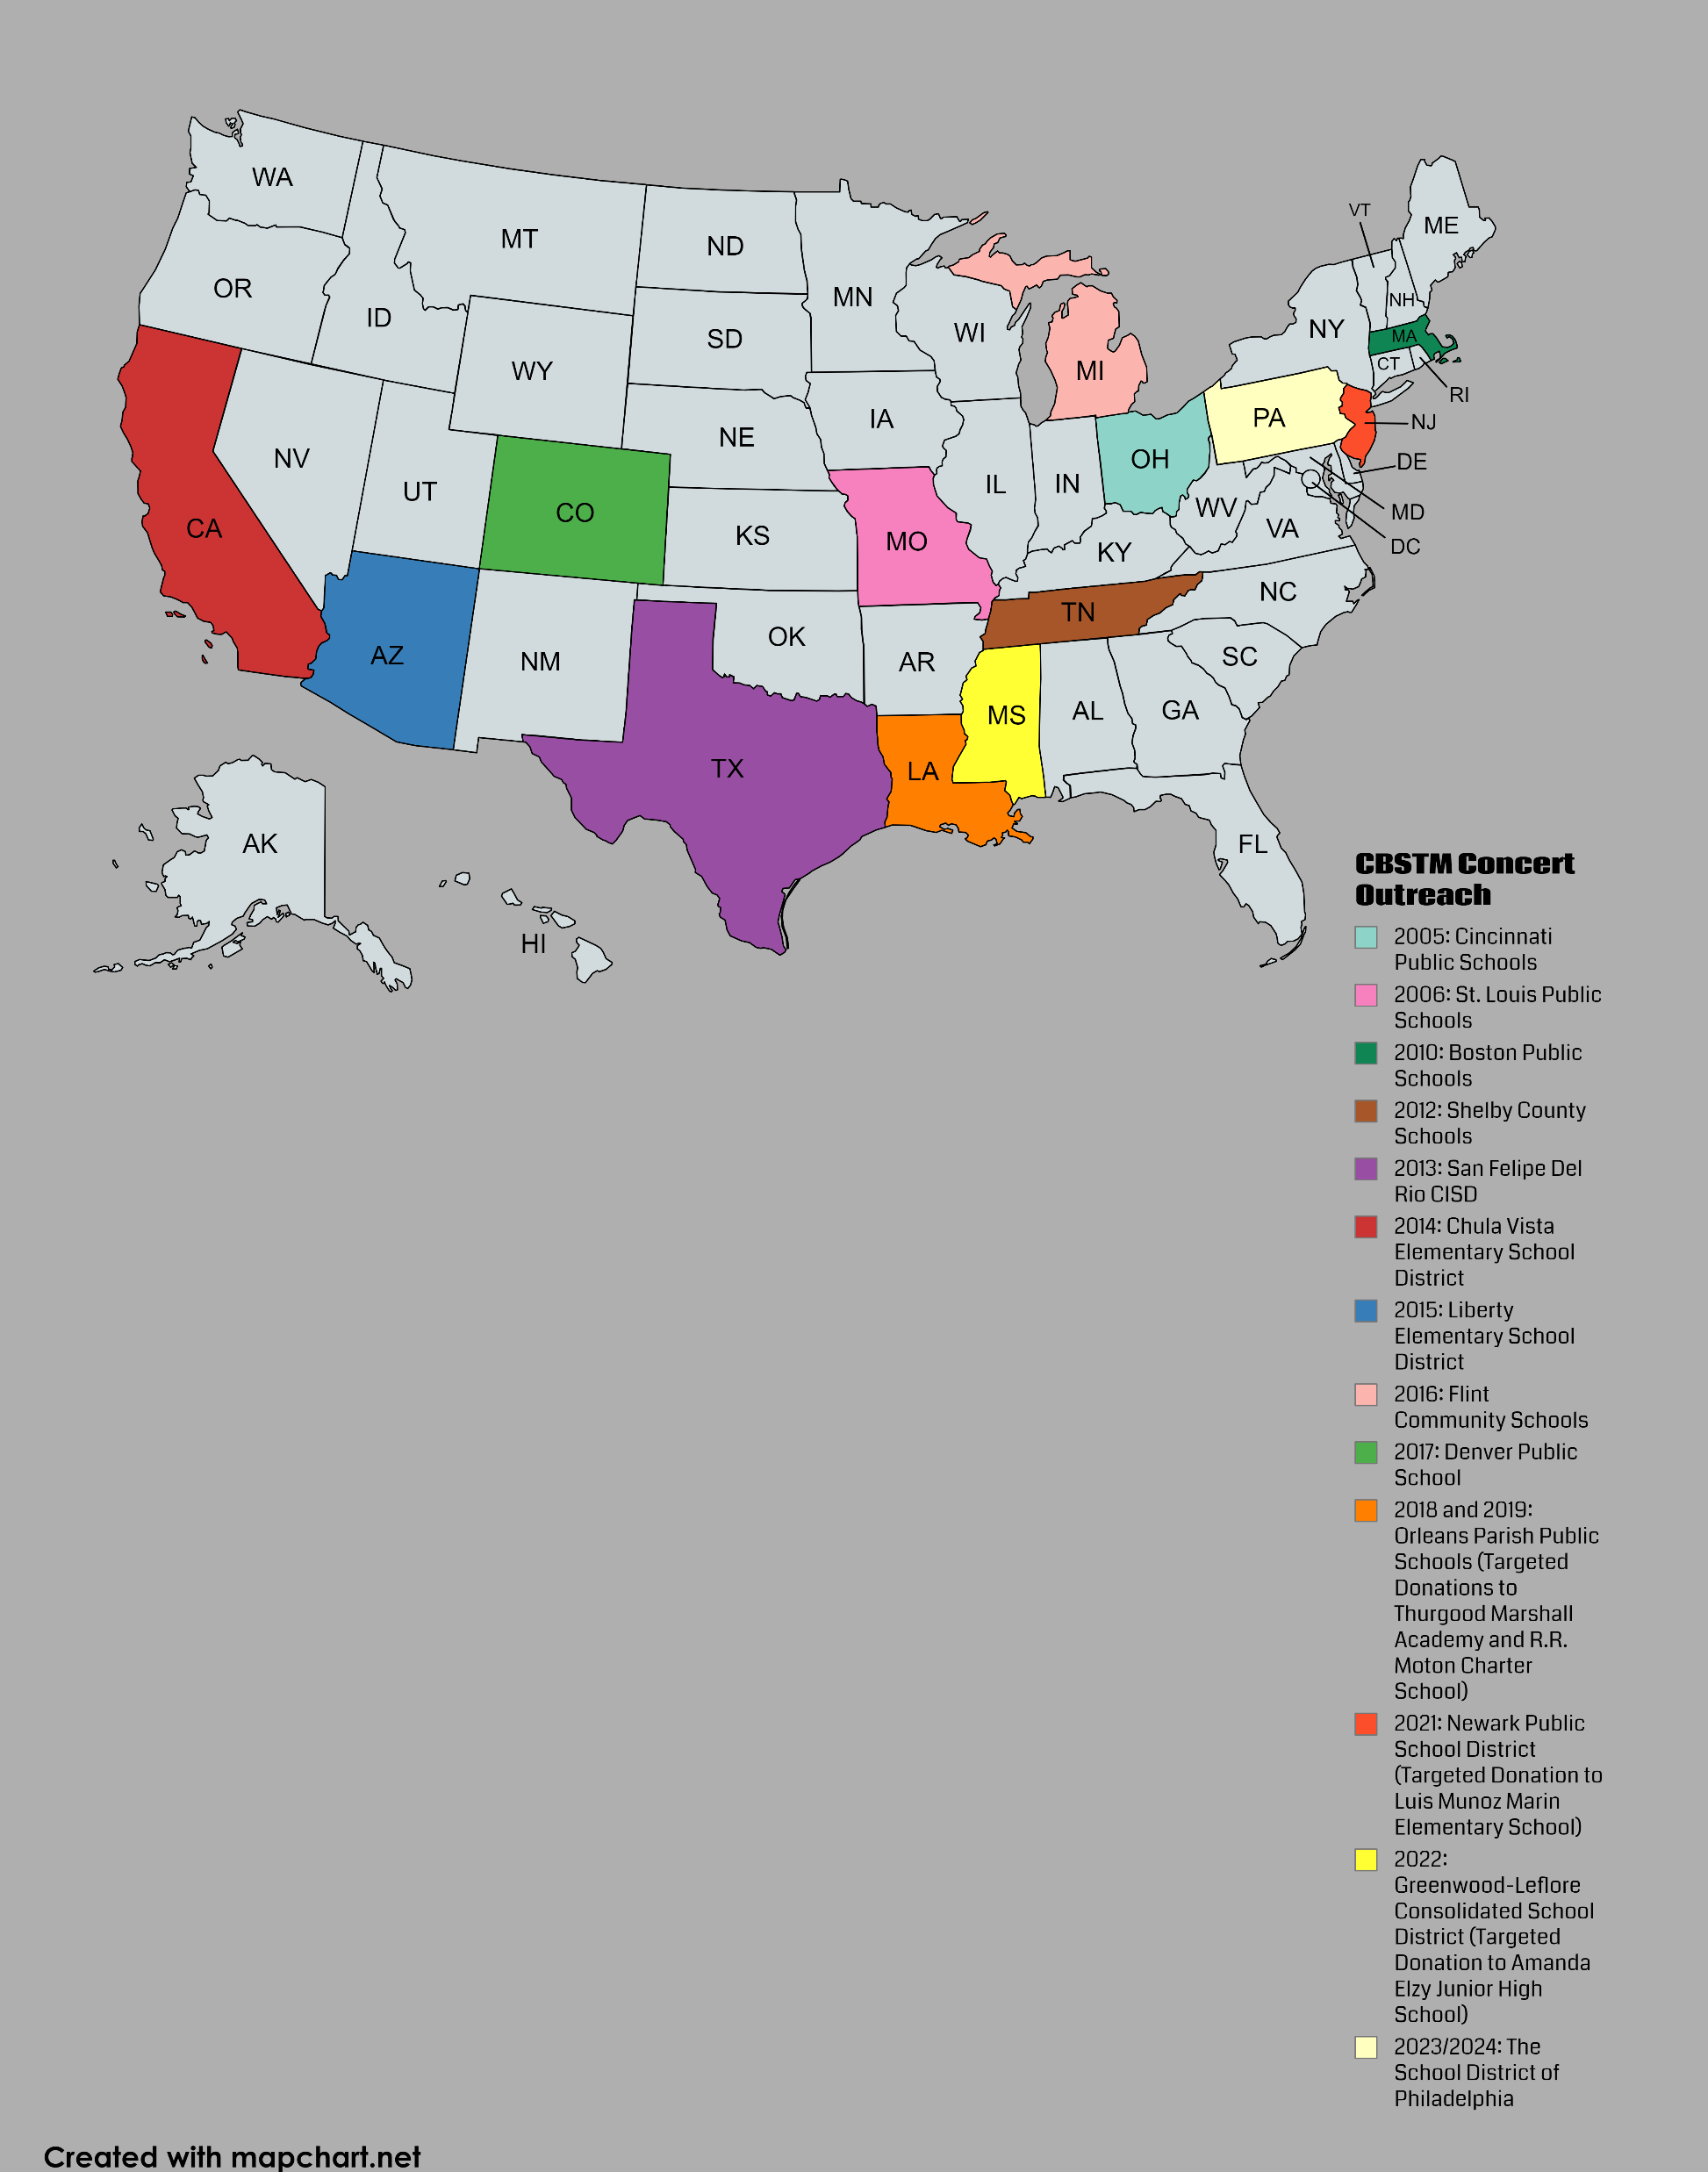 WA
MT
ND
MN
OR
ID
WY
SD
WI
MI
VT
ME
NH
NY
MA
CT
RI
NJ
PA
DE
MD
DC
NV
UT
CO
NE
IA
KS
MO
IL
IN
OH
WV
VA
KY
CA
AZ
NM
OK
AR
TN
NC
SC
TX
LA
MS
AL
GA
FL
AK
HI
CBSTM Concert
Outreach
2005: Cincinnati
Public Schools
2006: St. Louis Public
Schools
2010: Boston Public
Schools
2012: Shelby County
Schools
2013: San Felipe Del
Rio CISD
2014: Chula Vista
Elementary School
District
2015: Liberty
Elementary School
District
2016: Flint
Community Schools
2017: Denver Public
School
2018 and 2019:
Orleans Parish Public
Schools (Targeted
Donations to
Thurgood Marshall
Academy and R.R.
Moton Charter
School)
2021: Newark Public
School District
(Targeted Donation to
Luis Munoz Marin
Elementary School)
2022:
Greenwood-Leflore
Consolidated School
District (Targeted
Donation to Amanda
Elzy Junior High
School)
2023/2024: The
School District of
Philadelphia
Created with mapchart.net